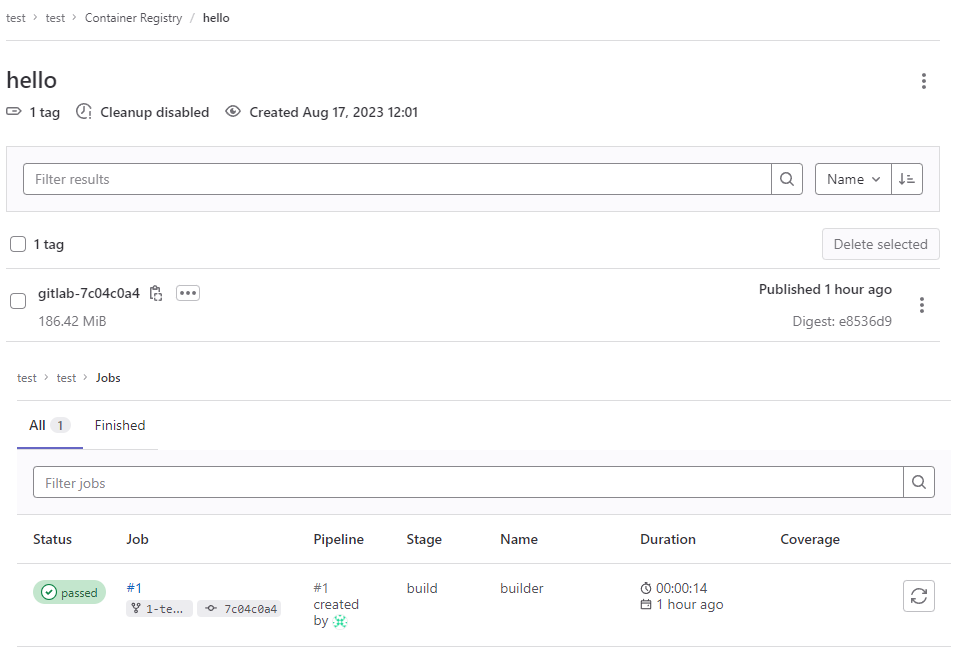 test > test > Container Registry / hello
hello
1 tag Cleanup disabled Created Aug 17, 2023 12:01
Filter results Name
1 tag Delete selected
gitlab-7c04c0a4 Published 1 hour ago
186.42 MiB Digest: e8536d9
test > test > Jobs
All 1 Finished
Filter jobs
Status Job Pipeline Stage Name Duration Coverage
passed #1 #1 build builder 00:00:14
1-te... 7c04c0a4 created 1 hour ago
by